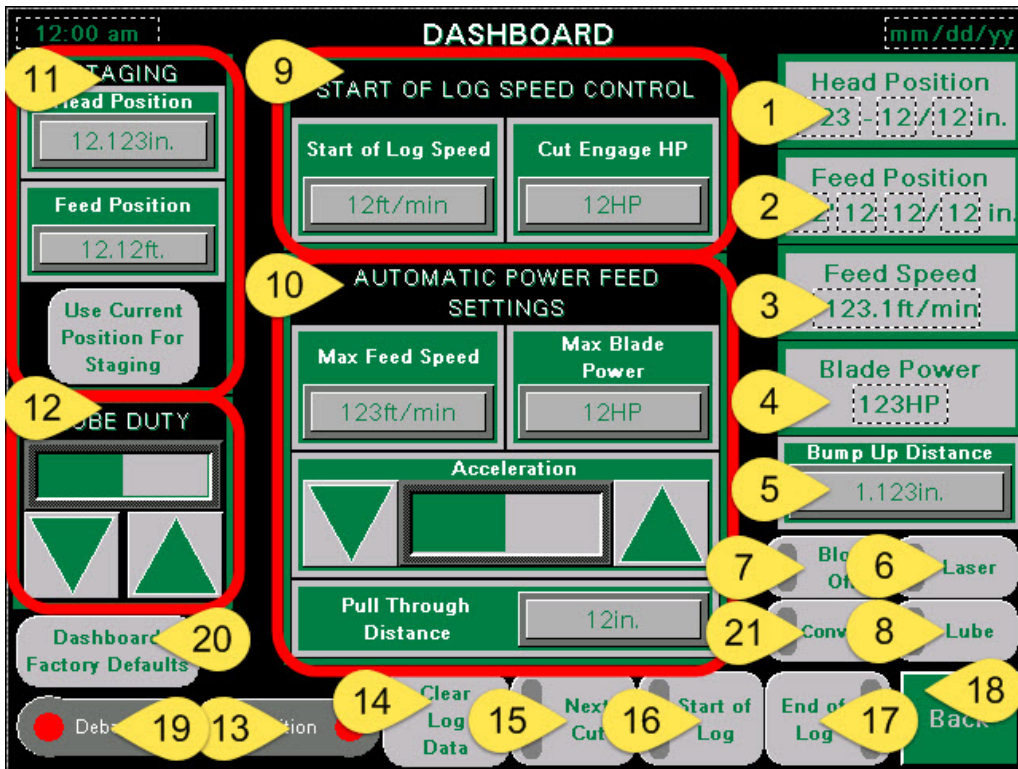 12:00 am
DASHBOARD
mm/dd/yy
11
9
START OF LOG SPEED CONTROL
Head Position
12.123in.
Feed Position
12.12ft.
Use Current
Position For
Staging
Start of Log Speed
12ft/min
Cut Engage HP
12HP
1
Head Position
-12/12 in.
2
Feed Position
12-12/12 in.
3
Feed Speed
123.1ft/min
4
Blade Power
123HP
5
Bump Up Distance
1.123in.
10
AUTOMATIC POWER FEED
SETTINGS
Max Feed Speed
123ft/min
Max Blade
Power
12HP
Acceleration
Pull Through
Distance
12in.
12
DUTY
7
6
Laser
21
8
Lube
20
Dashboard
Factory Defaults
19
13
14
Clear
Log
Data
15
Next
Cut
16
Start of
Log
17
End of
Log
18
Back